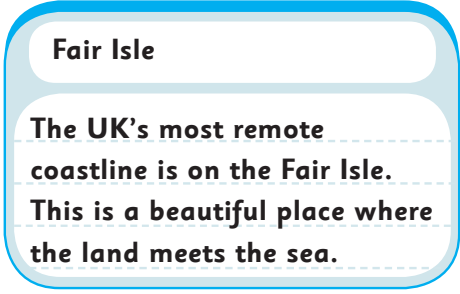 Fair Isle
The UK's most remote
coastline is on the Fair Isle.
This is a beautiful place where
the land meets the sea.